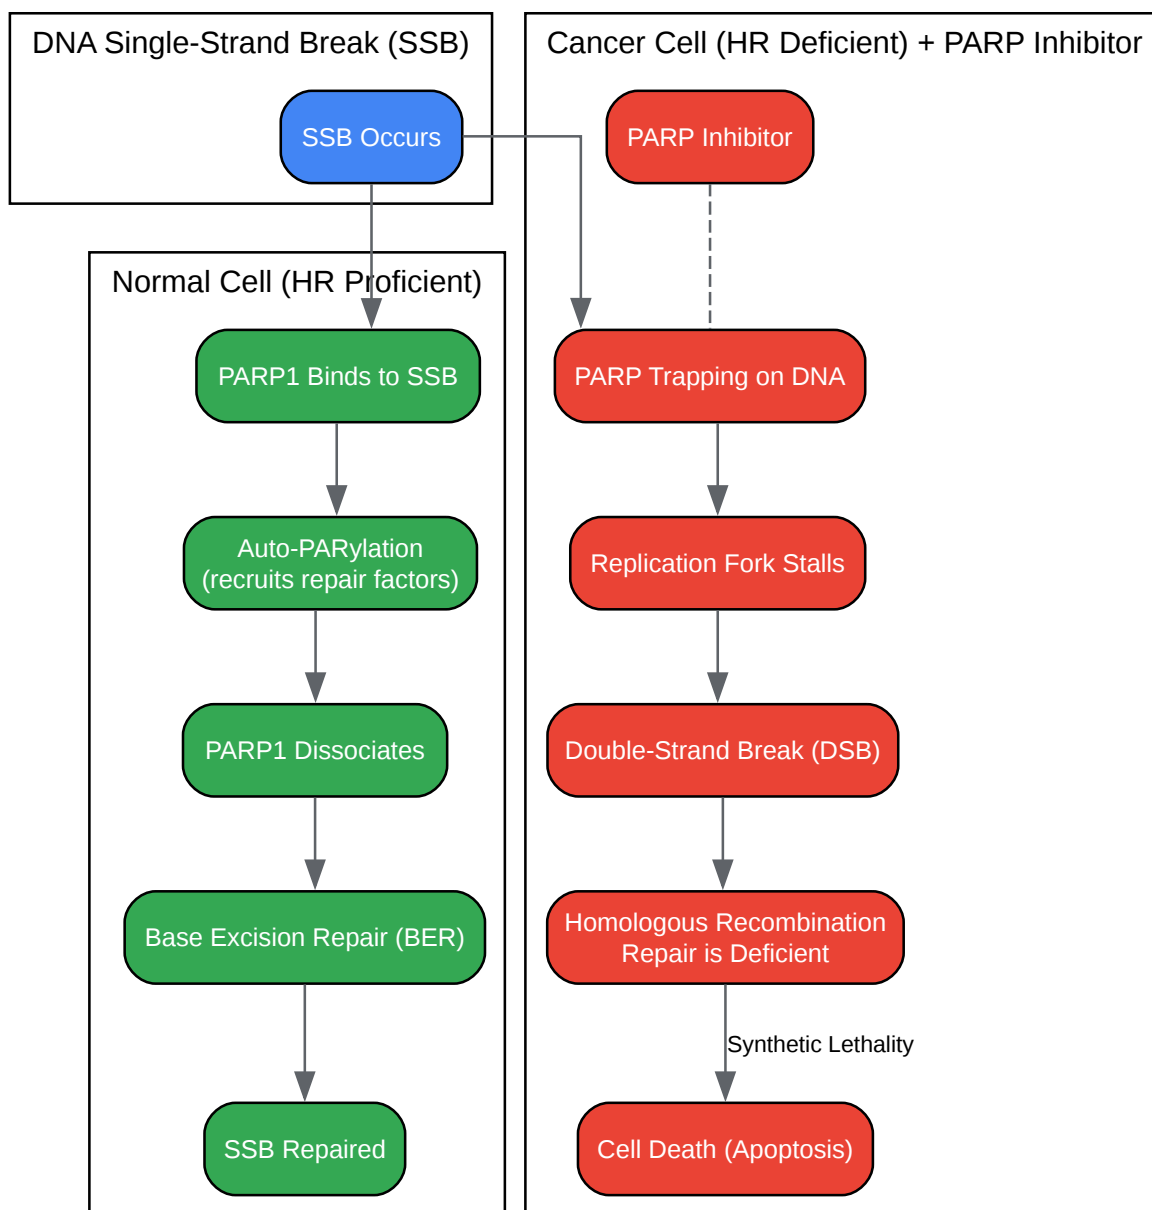 DNA Single-Strand Break (SSB)
SSB Occurs
Normal Cell (HR Proficient)
PARP1 Binds to SSB
Auto-PARylation
(recruits repair factors)
PARP1 Dissociates
Base Excision Repair (BER)
SSB Repaired
Cancer Cell (HR Deficient) + PARP Inhibitor
PARP Inhibitor
PARP Trapping on DNA
Replication Fork Stalls
Double-Strand Break (DSB)
Homologous Recombination
Repair is Deficient
Synthetic Lethality
Cell Death (Apoptosis)